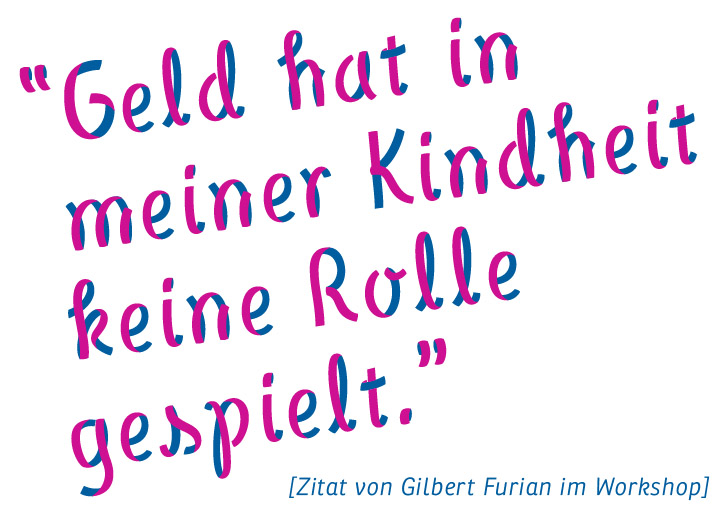 “Geld hat in
meiner Kindheit
keine Rolle
gespielt.”
[Zitat von Gilbert Furian im Workshop]